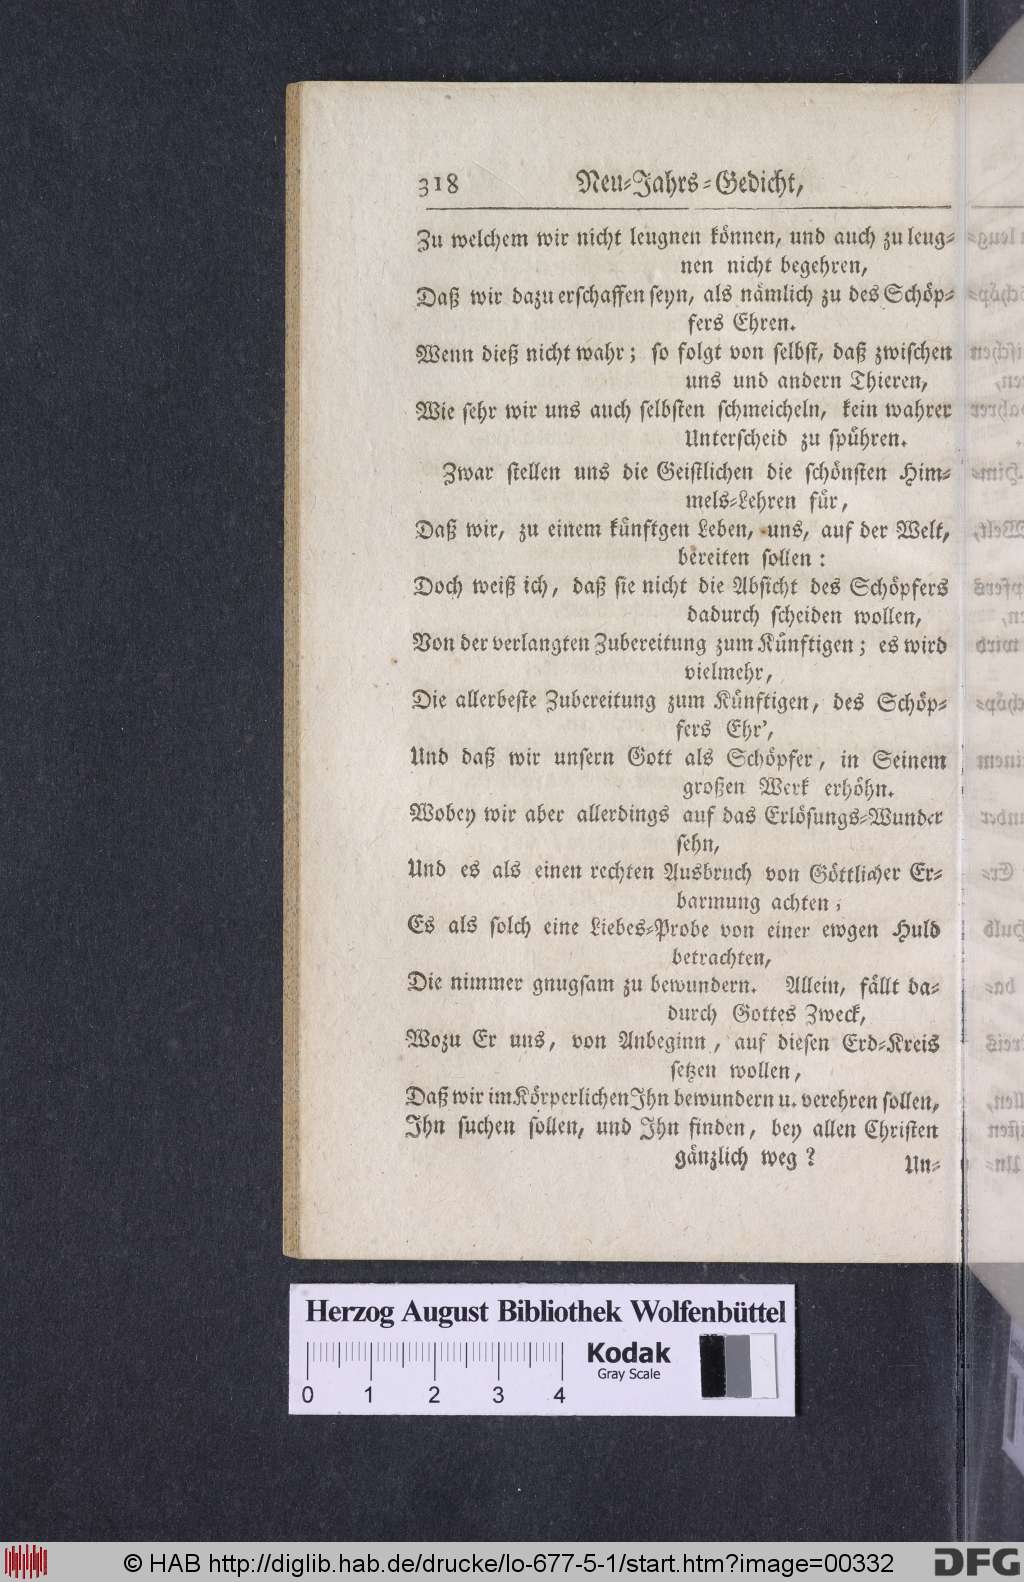 318 Neu-Jahrs-Gedicht,
Zu welchem wir nicht leugnen können, und auch zu leug-
nen nicht begehren,
Daß wir dazu erschaffen seyn, als nämlich zu des Schöp-
fers Ehren.
Wenn dieß nicht wahr; so folgt von selbst, daß zwischen
uns und andern Thieren,
Wie sehr wir uns auch selbsten schmeicheln, kein wahrer
Unterscheid zu spühren.
Zwar stellen uns die Geistlichen die schönsten Him-
mels-Lehren für,
Daß wir, zu einem künftgen Leben, uns, auf der Welt,
bereiten sollen:
Doch weiß ich, daß sie nicht die Absicht des Schöpfers
dadurch scheiden wollen,
Von der verlangten Zubereitung zum Künftigen; es wird
vielmehr,
Die allerbeste Zubereitung zum Künftigen, des Schöp-
fers Ehr',
Und daß wir unsern Gott als Schöpfer, in Seinem
großen Werk erhöhn.
Wobey wir aber allerdings auf das Erlösungs-Wunder
sehn,
Und es als einen rechten Ausbruch von Göttlicher Er-
barmung achten;
Es als solch eine Liebes-Probe von einer ewgen Huld
betrachten,
Die nimmer gnugsam zu bewundern. Allein, fällt da-
durch Gottes Zweck,
Wozu Er uns, von Anbeginn, auf diesen Erd-Kreis
setzen wollen,
Daß wir im Körperlichen Ihn bewundern u. verehren sollen,
Ihn suchen sollen, und Ihn finden, bey allen Christen
gänzlich weg?
Un-
Herzog August Bibliothek Wolfenbüttel
Kodak
Gray Scale
0 1 2 3 4
© HAB http://diglib.hab.de/drucke/lo-677-5-1/start.htm?image=00332
DFG